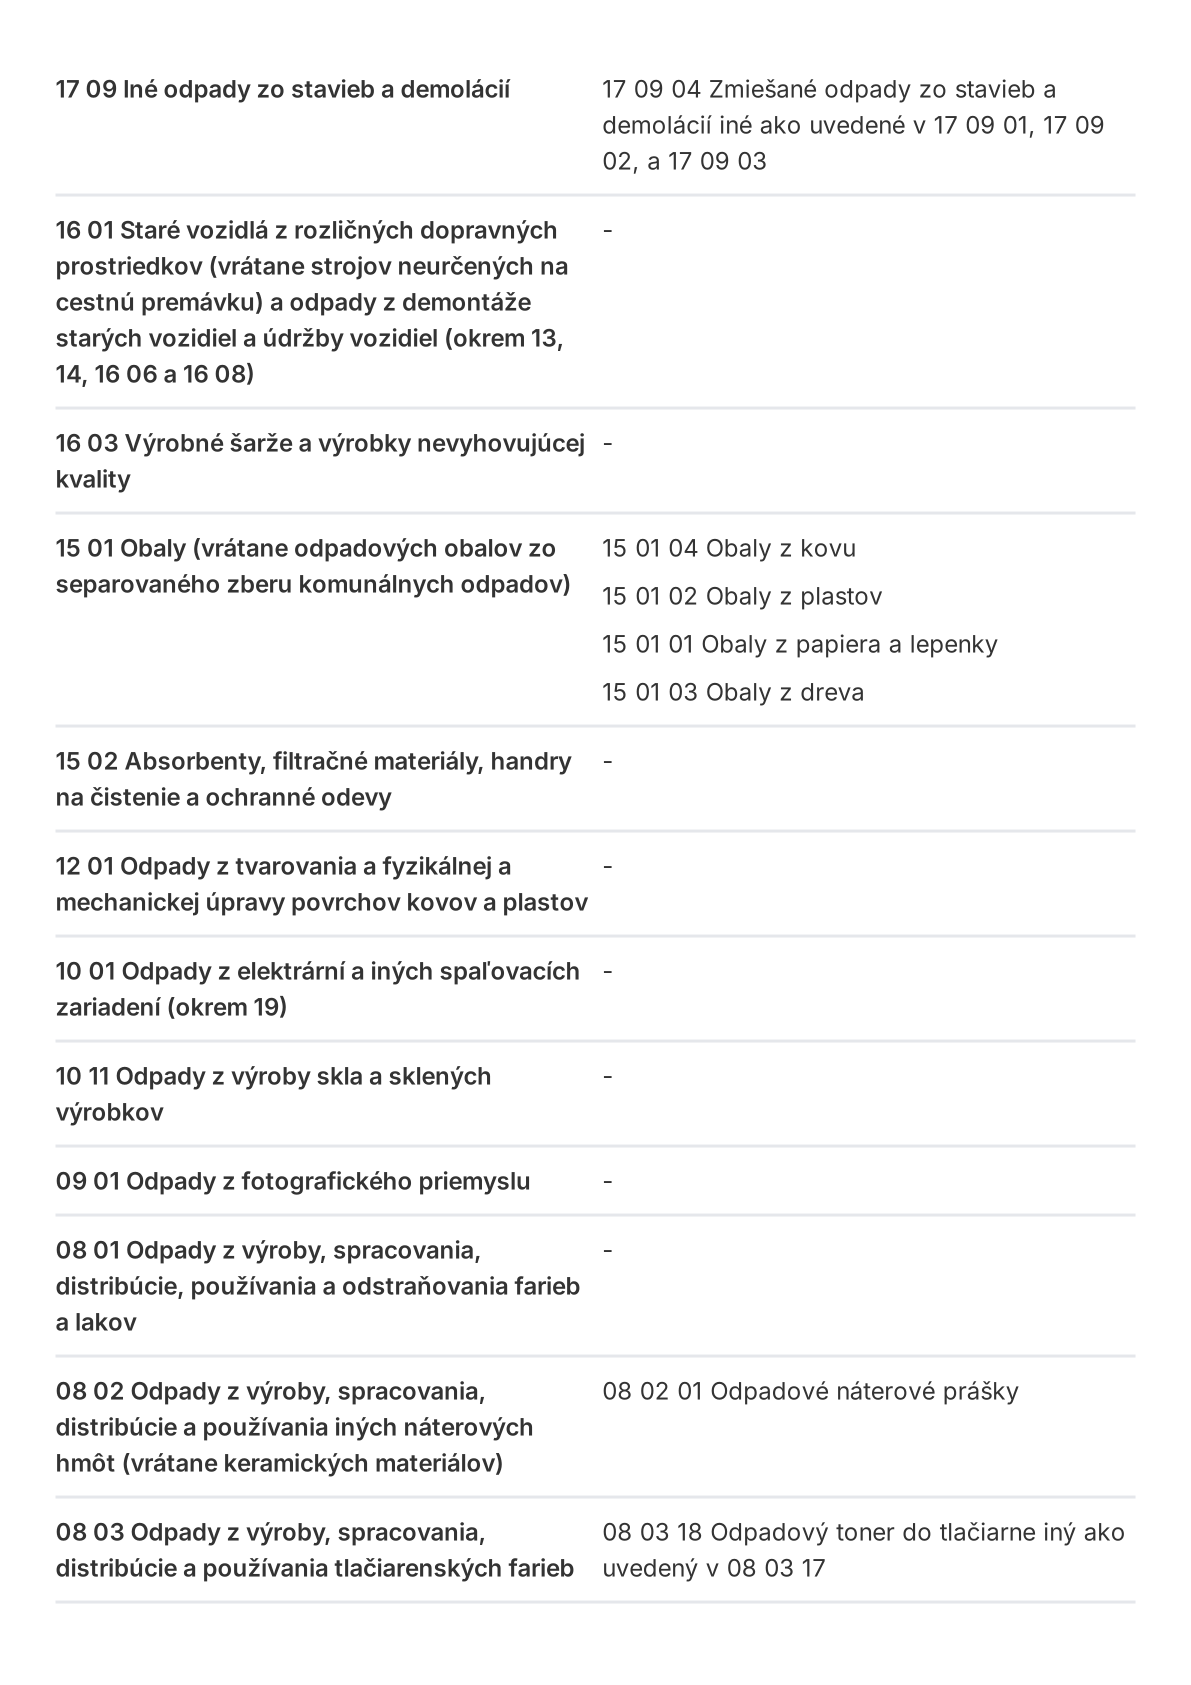 17 09 Iné odpady zo stavieb a demolácií
17 09 04 Zmiešané odpady zo stavieb a
demolácií iné ako uvedené v 17 09 01, 17 09
02, a 17 09 03
16 01 Staré vozidlá z rozličných dopravných
prostriedkov (vrátane strojov neurčených na
cestnú premávku) a odpady z demontáže
starých vozidiel a údržby vozidiel (okrem 13,
14, 16 06 a 16 08)
-
16 03 Výrobné šarže a výrobky nevyhovujúcej
kvality
-
15 01 Obaly (vrátane odpadových obalov zo
separovaného zberu komunálnych odpadov)
15 01 04 Obaly z kovu
15 01 02 Obaly z plastov
15 01 01 Obaly z papiera a lepenky
15 01 03 Obaly z dreva
15 02 Absorbenty, filtračné materiály, handry
na čistenie a ochranné odevy
-
12 01 Odpady z tvarovania a fyzikálnej a
mechanickej úpravy povrchov kovov a plastov
-
10 01 Odpady z elektrární a iných spaľovacích
zariadení (okrem 19)
-
10 11 Odpady z výroby skla a sklených
výrobkov
-
09 01 Odpady z fotografického priemyslu
-
08 01 Odpady z výroby, spracovania,
distribúcie, používania a odstraňovania farieb
a lakov
-
08 02 Odpady z výroby, spracovania,
distribúcie a používania iných náterových
hmôt (vrátane keramických materiálov)
08 02 01 Odpadové náterové prášky
08 03 Odpady z výroby, spracovania,
distribúcie a používania tlačiarenských farieb
08 03 18 Odpadový toner do tlačiarne iný ako
uvedený v 08 03 17